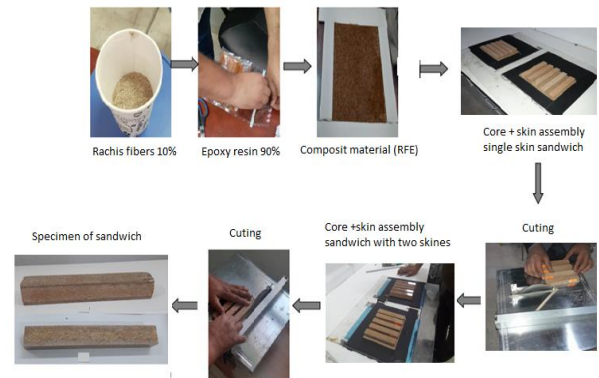 Rachis fibers 10%
Epoxy resin 90%
Composit material (RFE)
Core + skin assembly
single skin sandwich
Cuting
Core +skin assembly
sandwich with two skines
Cuting
Specimen of sandwich